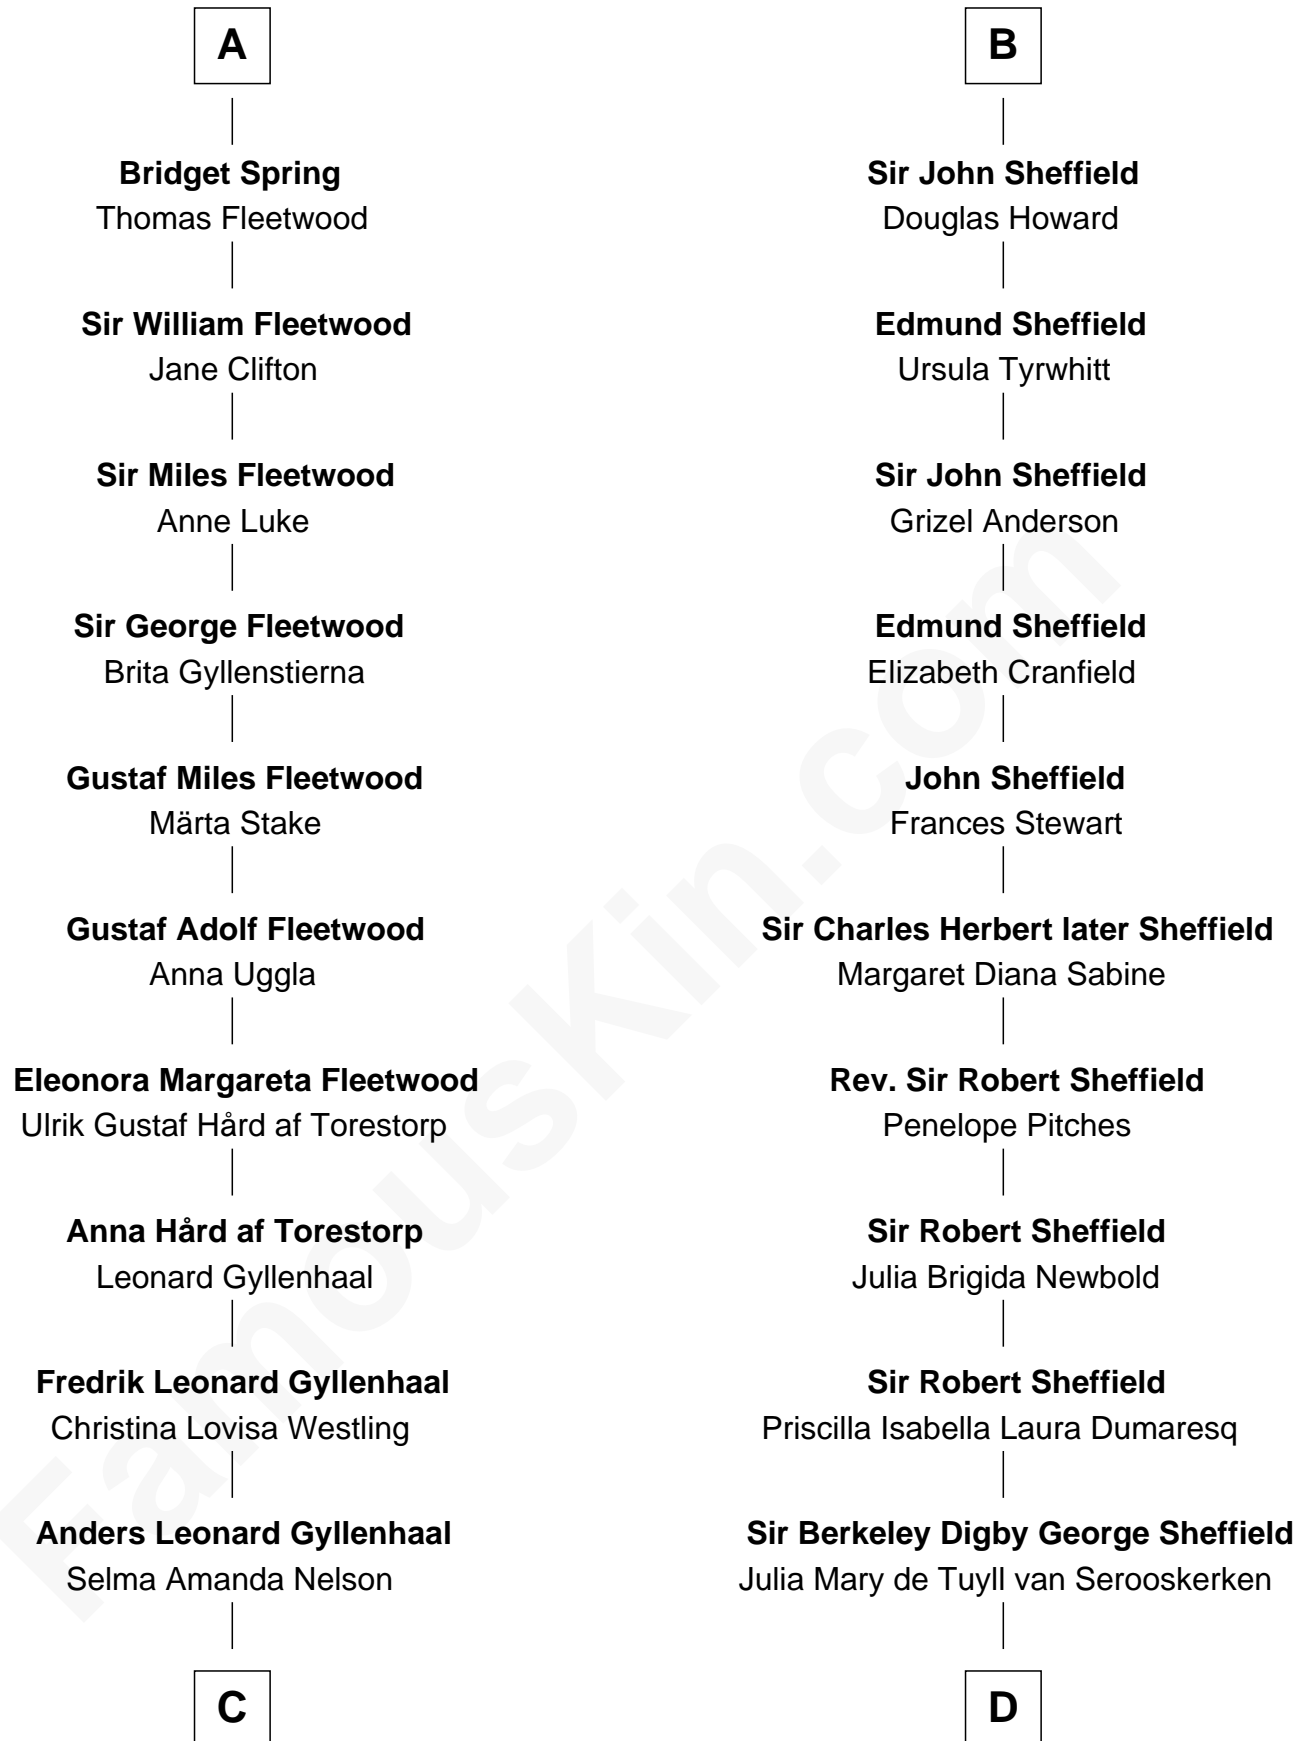 A
Bridget Spring
Thomas Fleetwood
Sir William Fleetwood
Jane Clifton
Sir Miles Fleetwood
Anne Luke
Sir George Fleetwood
Brita Gyllenstierna
Gustaf Miles Fleetwood
Märta Stake
Gustaf Adolf Fleetwood
Anna Uggla
Eleonora Margareta Fleetwood
Ulrik Gustaf Hård af Torestorp
Anna Hård af Torestorp
Leonard Gyllenhaal
Fredrik Leonard Gyllenhaal
Christina Lovisa Westling
Anders Leonard Gyllenhaal
Selma Amanda Nelson
C
B
Sir John Sheffield
Douglas Howard
Edmund Sheffield
Ursula Tyrwhitt
Sir John Sheffield
Grizel Anderson
Edmund Sheffield
Elizabeth Cranfield
John Sheffield
Frances Stewart
Sir Charles Herbert later Sheffield
Margaret Diana Sabine
Rev. Sir Robert Sheffield
Penelope Pitches
Sir Robert Sheffield
Julia Brigida Newbold
Sir Robert Sheffield
Priscilla Isabella Laura Dumaresq
Sir Berkeley Digby George Sheffield
Julia Mary de Tuyll van Serooskerken
D
FamousKin.com